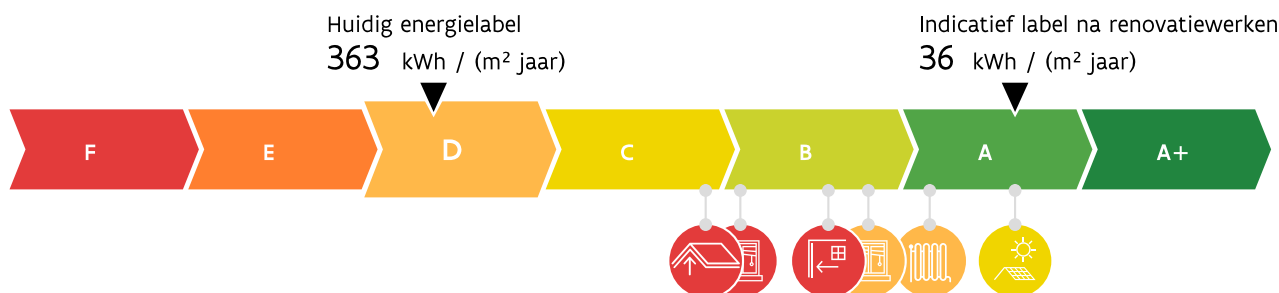 Huidig energielabel
363 kWh / (m² jaar)
Indicatief label na renovatiewerken
36 kWh / (m² jaar)
F E D C B A A+